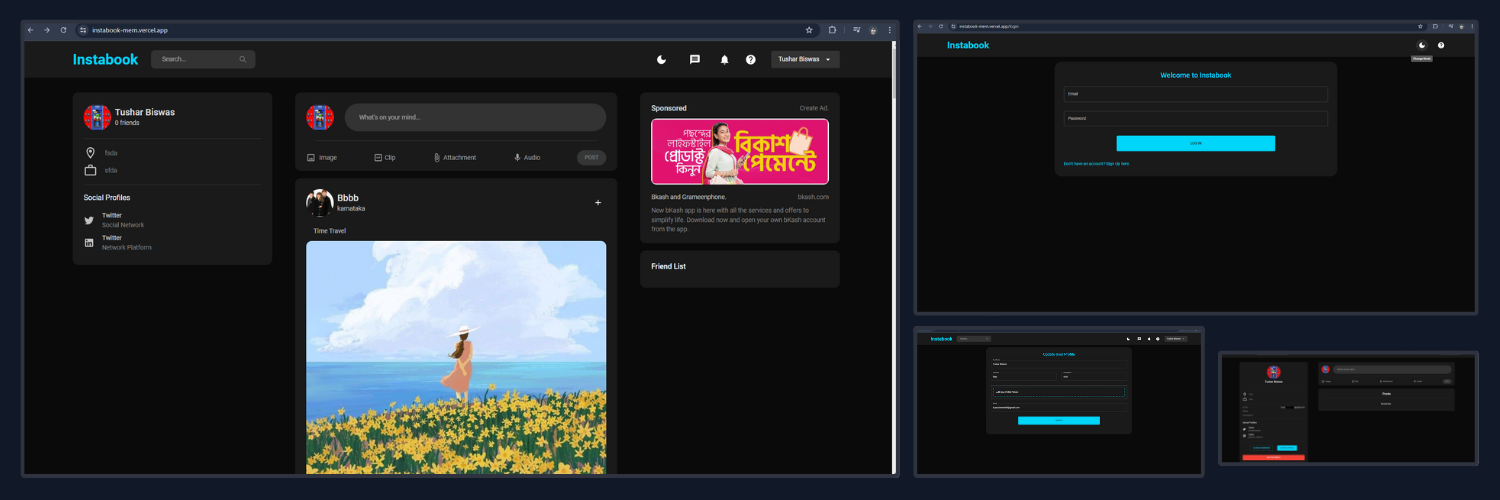 instabook-mern.vercel.app
Instabook
Search...
Tushar Biswas
Tushar Biswas
0 friends
fsda
sfda
Social Profiles
Twitter
Social Network
Twitter
Network Platform
What's on your mind...
Image
Clip
Attachment
Audio
POST
Bbbb
karnataka
Time Travel
Sponsored
Create Ad.
পছন্দের
লাইফস্টাইল
প্রোডাক্ট
কিনুন
বিকাশ
পেমেন্টে
Bkash and Grameenphone.
bkash.com
New bKash app is here with all the services and offers to
simplify life. Download now and open your own bKash account
from the app.
Friend List
instabook-mern.vercel.app/login
Instabook
Welcome to Instabook
Email
Password
LOG IN
Don't have an account? Sign Up here.
Instabook
Update User Profile
Tushar Biswas
Tushar Biswas
Posts